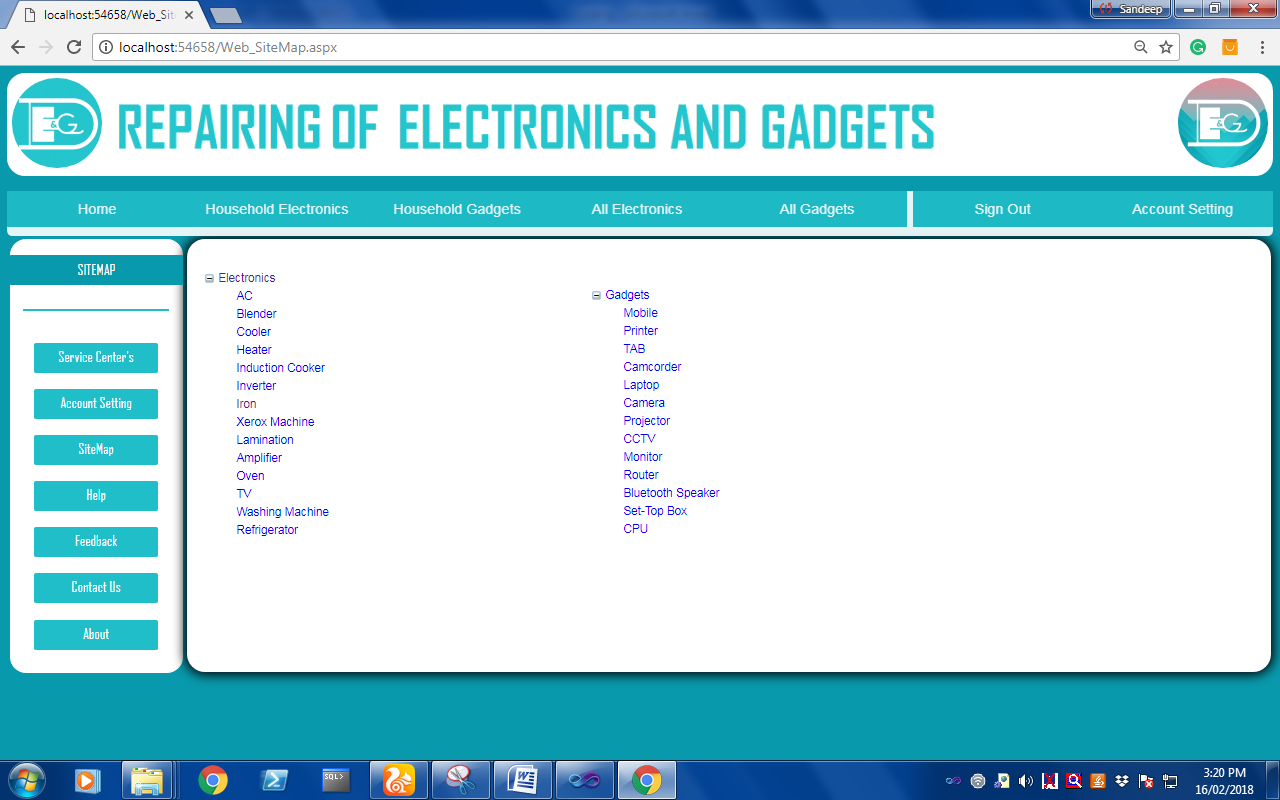 localhost:54658/Web_Sit
Sandeep
localhost:54658/Web_SiteMap.aspx
E&G
REPAIRING OF ELECTRONICS AND GADGETS
E&G
Home Household Electronics Household Gadgets All Electronics All Gadgets Sign Out Account Setting
SITEMAP
Service Center's
Account Setting
SiteMap
Help
Feedback
Contact Us
About
Electronics
AC
Blender
Cooler
Heater
Induction Cooker
Inverter
Iron
Xerox Machine
Lamination
Amplifier
Oven
TV
Washing Machine
Refrigerator
Gadgets
Mobile
Printer
TAB
Camcorder
Laptop
Camera
Projector
CCTV
Monitor
Router
Bluetooth Speaker
Set-Top Box
CPU
SQL>
3:20 PM
16/02/2018